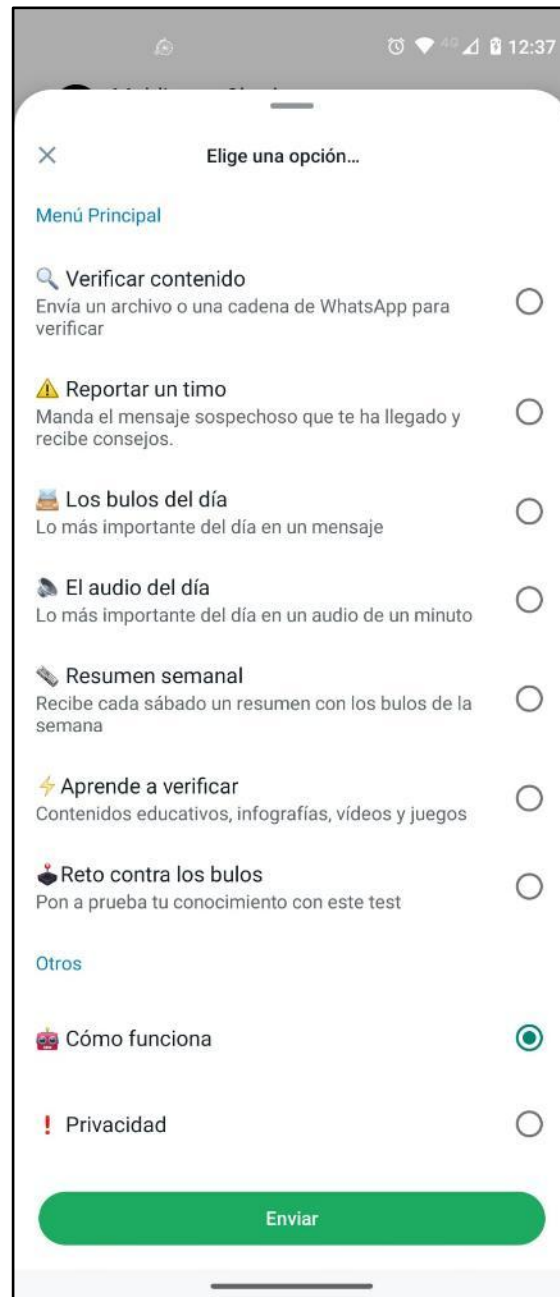 4G 12:37
Elige una opción...
Menú Principal
Verificar contenido
Envía un archivo o una cadena de WhatsApp para
verificar
Reportar un timo
Manda el mensaje sospechoso que te ha llegado y
recibe consejos.
Los bulos del día
Lo más importante del día en un mensaje
El audio del día
Lo más importante del día en un audio de un minuto
Resumen semanal
Recibe cada sábado un resumen con los bulos de la
semana
Aprende a verificar
Contenidos educativos, infografías, vídeos y juegos
Reto contra los bulos
Pon a prueba tu conocimiento con este test
Otros
Cómo funciona
Privacidad
Enviar